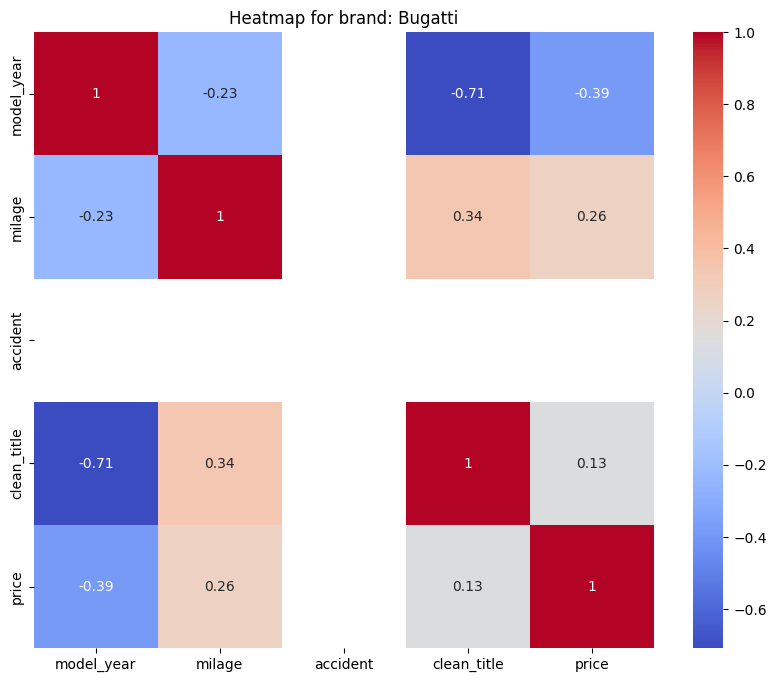 Heatmap for brand: Bugatti
model_year
1
-0.23
-0.71
-0.39
milage
-0.23
1
0.34
0.26
accident
clean_title
-0.71
0.34
1
0.13
price
-0.39
0.26
0.13
1
model_year
milage
accident
clean_title
price
1.0
0.8
0.6
0.4
0.2
0.0
−0.2
−0.4
−0.6